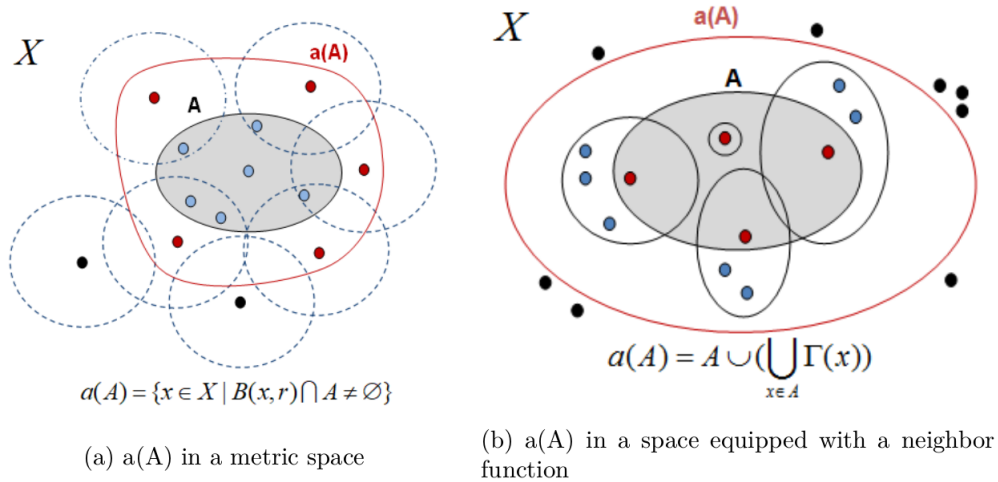 X
a(A)
A
a(A) = {x ∈ X | B(x,r) ⋂ A ≠ ∅}
(a) a(A) in a metric space
X
a(A)
A
a(A) = A ∪ (⋃ Γ(x))
x∈A
(b) a(A) in a space equipped with a neighbor
function